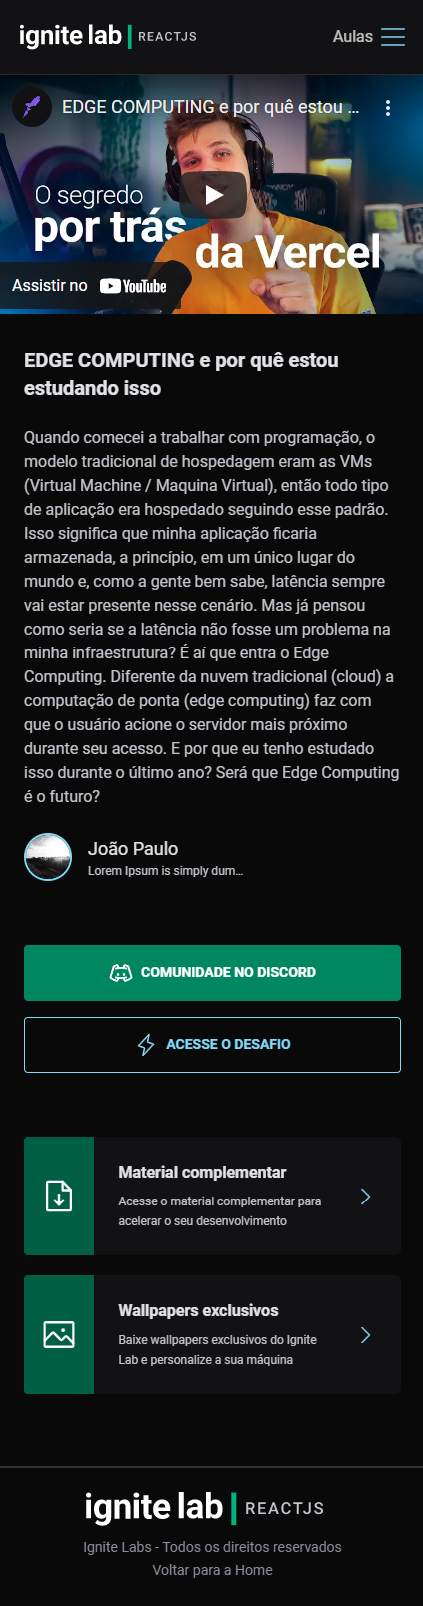 ignite lab REACTJS
Aulas
EDGE COMPUTING e por quê estou ...
O segredo
por trás
da Vercel
Assistir no YouTube
EDGE COMPUTING e por quê estou
estudando isso
Quando comecei a trabalhar com programação, o
modelo tradicional de hospedagem eram as VMs
(Virtual Machine / Maquina Virtual), então todo tipo
de aplicação era hospedado seguindo esse padrão.
Isso significa que minha aplicação ficaria
armazenada, a princípio, em um único lugar do
mundo e, como a gente bem sabe, latência sempre
vai estar presente nesse cenário. Mas já pensou
como seria se a latência não fosse um problema na
minha infraestrutura? É aí que entra o Edge
Computing. Diferente da nuvem tradicional (cloud) a
computação de ponta (edge computing) faz com
que o usuário acione o servidor mais próximo
durante seu acesso. E por que eu tenho estudado
isso durante o último ano? Será que Edge Computing
é o futuro?
João Paulo
Lorem Ipsum is simply dum...
COMUNIDADE NO DISCORD
ACESSE O DESAFIO
Material complementar
Acesse o material complementar para
acelerar o seu desenvolvimento
Wallpapers exclusivos
Baixe wallpapers exclusivos do Ignite
Lab e personalize a sua máquina
ignite lab REACTJS
Ignite Labs - Todos os direitos reservados
Voltar para a Home